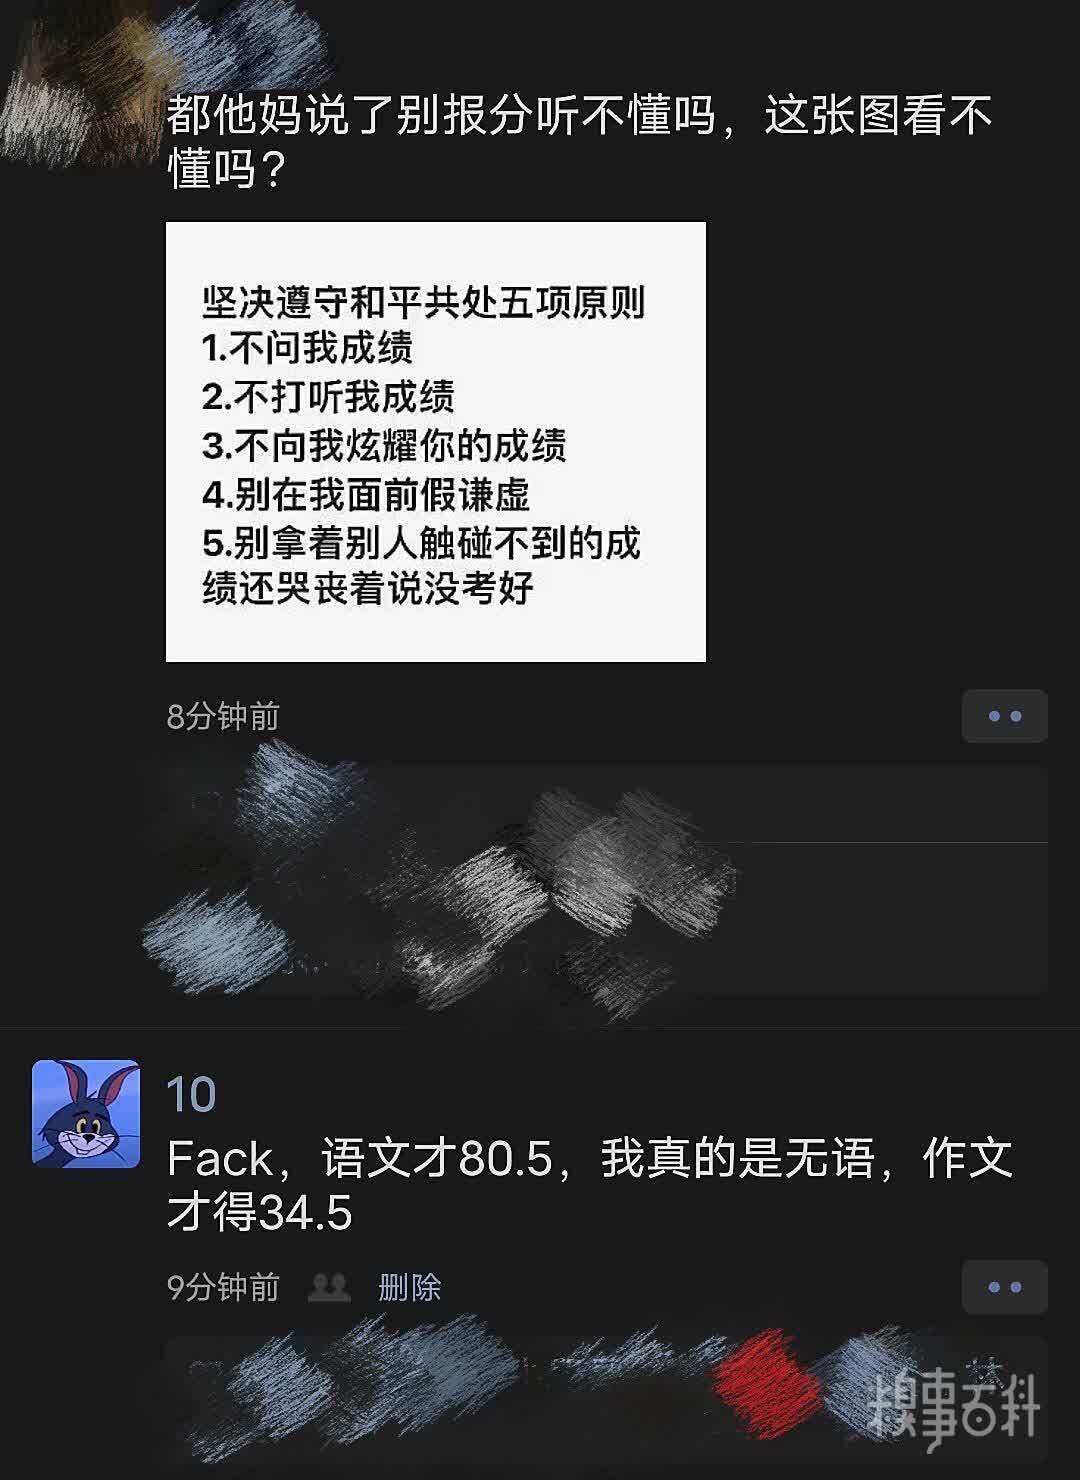 都他妈说了别报分听不懂吗，这张图看不
懂吗？
坚决遵守和平共处五项原则
1.不问我成绩
2.不打听我成绩
3.不向我炫耀你的成绩
4.别在我面前假谦虚
5.别拿着别人触碰不到的成
绩还哭丧着说没考好
8分钟前
10
Fack，语文才80.5，我真的是无语，作文
才得34.5
9分钟前 删除
糗事百科